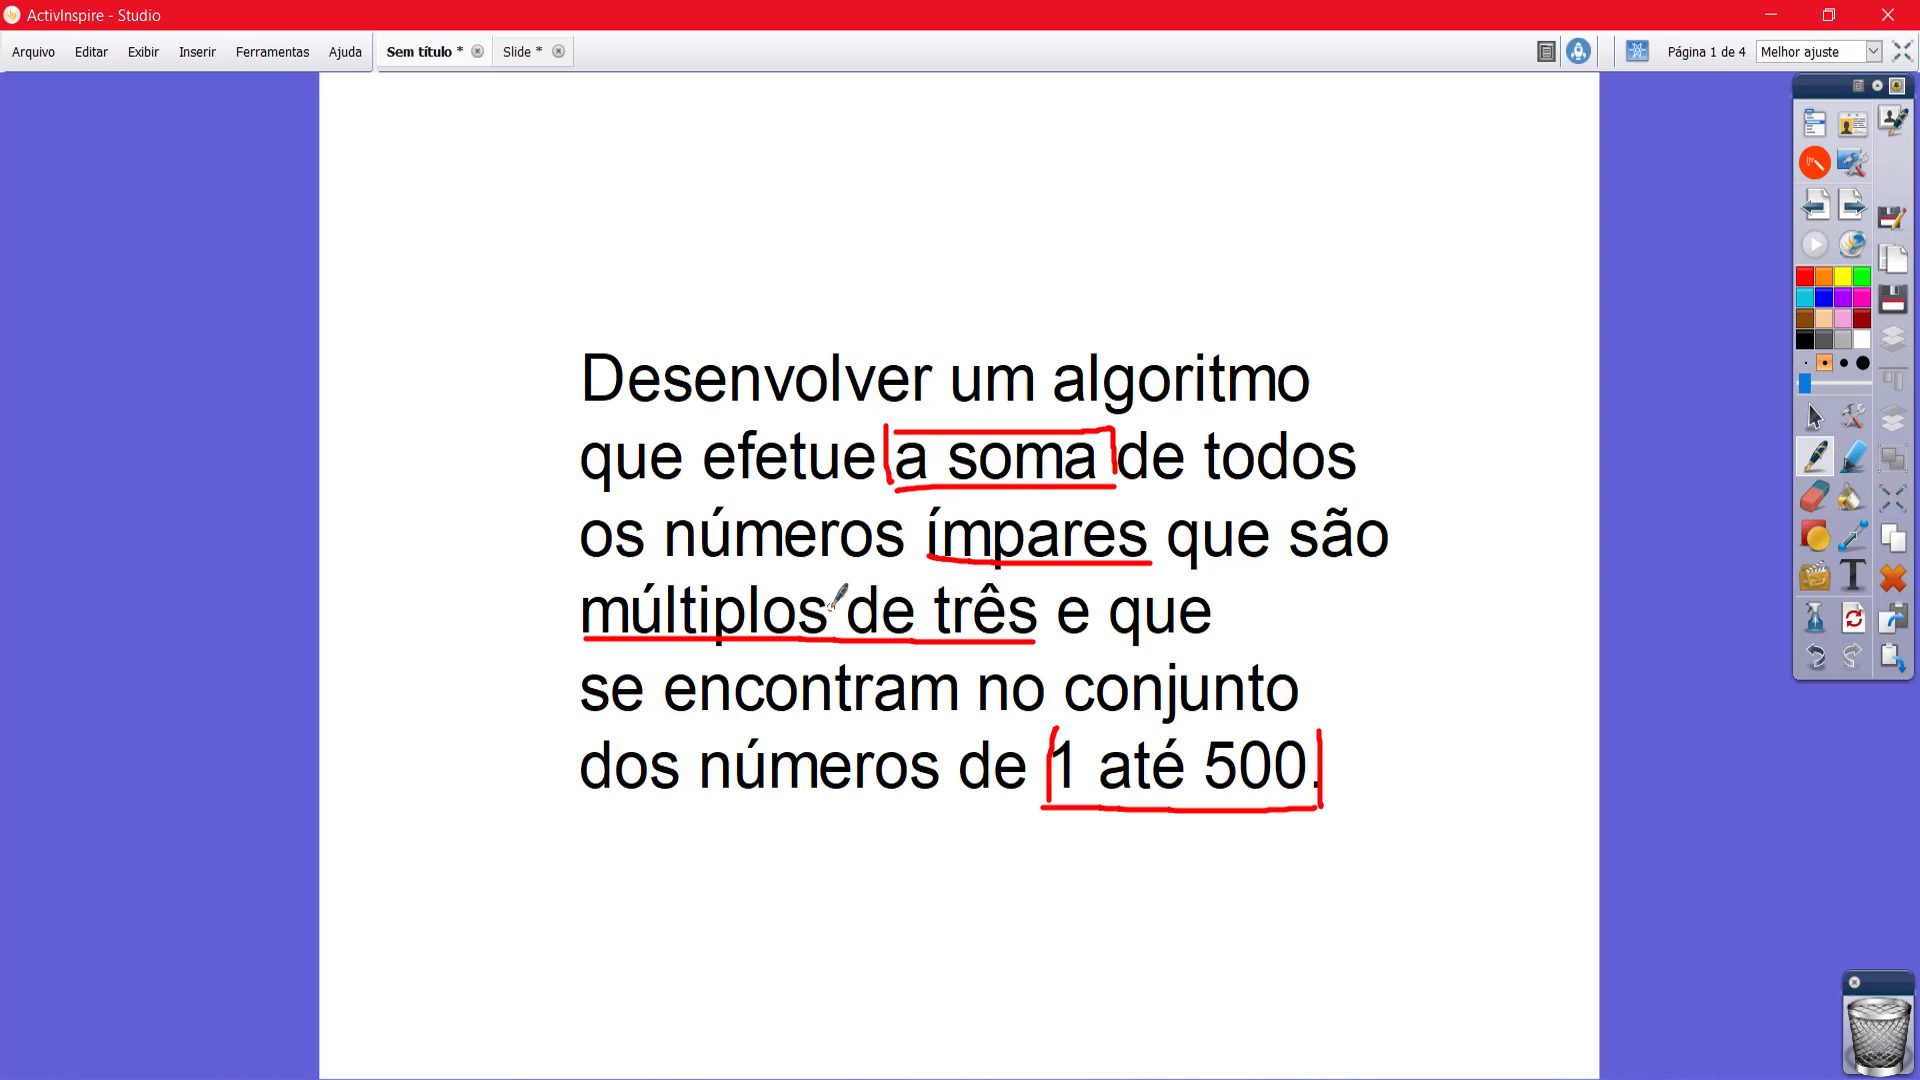 ActivInspire - Studio
Arquivo Editar Exibir Inserir Ferramentas Ajuda Sem título * Slide * Página 1 de 4 Melhor ajuste
Desenvolver um algoritmo
que efetue a soma de todos
os números ímpares que são
múltiplos de três e que
se encontram no conjunto
dos números de 1 até 500.